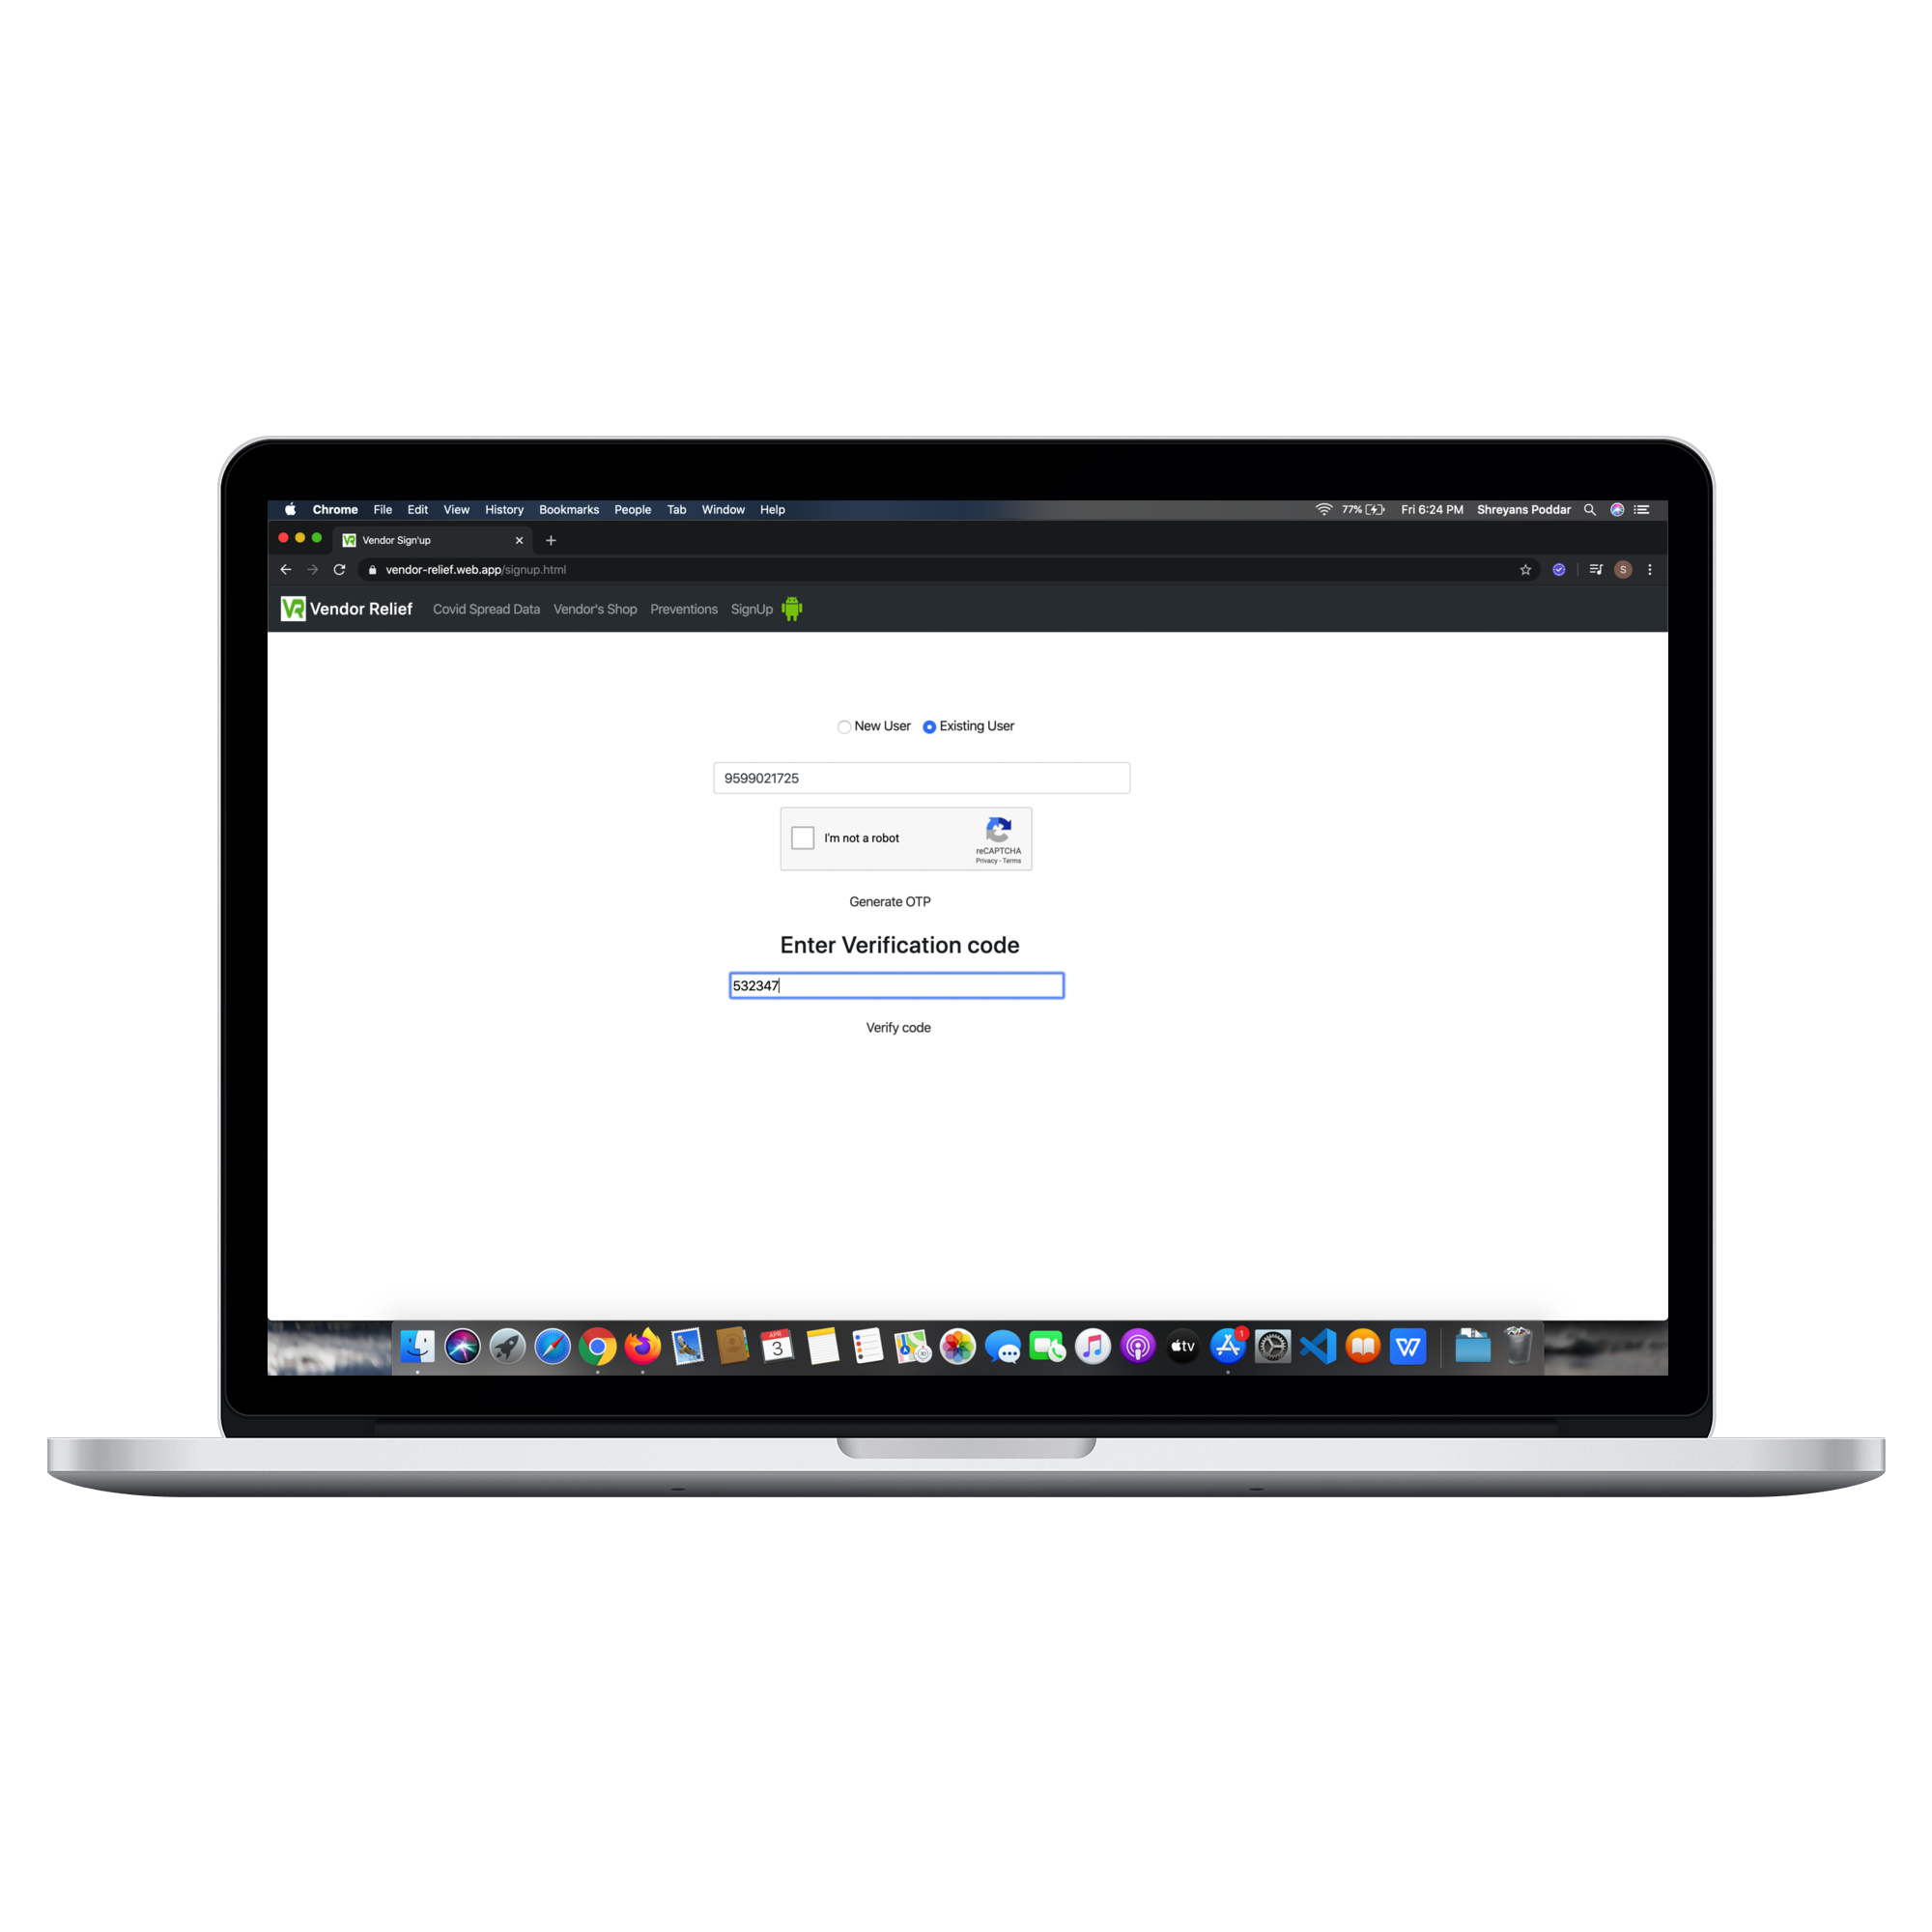 Chrome File Edit View History Bookmarks People Tab Window Help 77% Fri 6:24 PM Shreyans Poddar
VR Vendor Sign'up
vendor-relief.web.app/signup.html S
VR Vendor Relief Covid Spread Data Vendor's Shop Preventions SignUp
New User Existing User
9599021725
I'm not a robot
reCAPTCHA
Privacy - Terms
Generate OTP
Enter Verification code
532347
Verify code
APR
3
tv
1
W